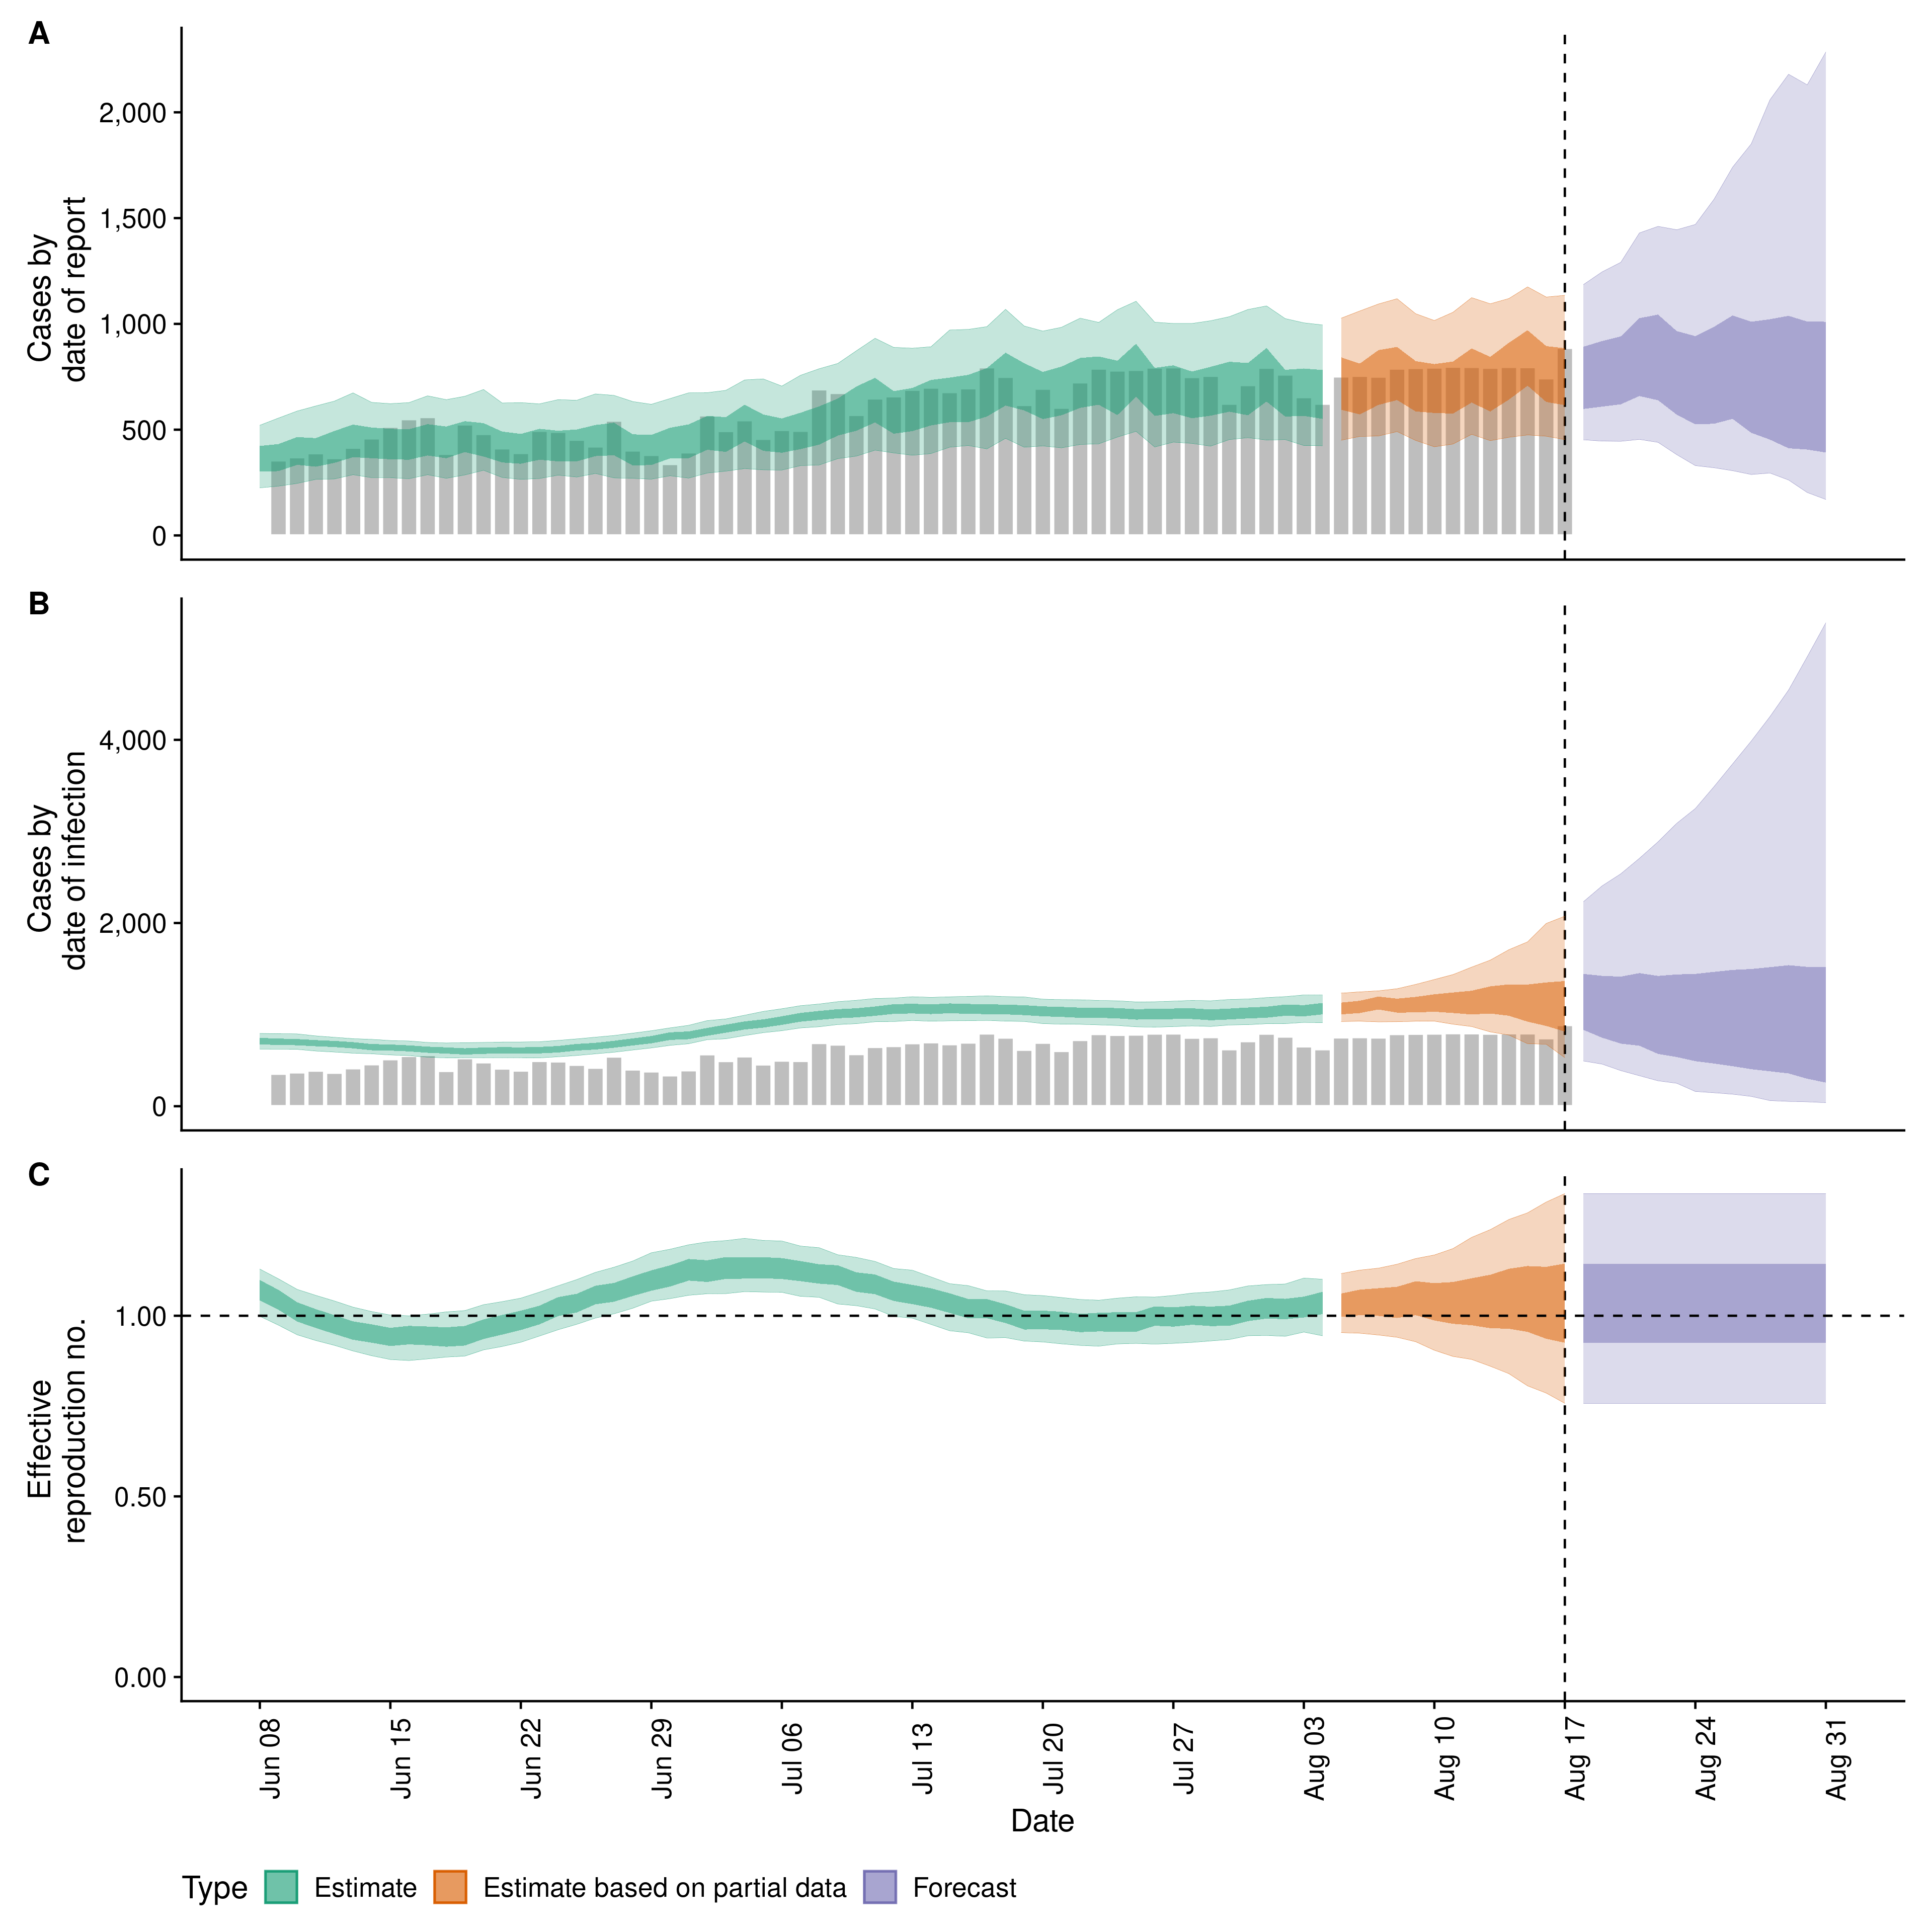 A
Cases by
date of report
2,000
1,500
1,000
500
0
B
Cases by
date of infection
4,000
2,000
0
C
Effective
reproduction no.
1.00
0.50
0.00
Jun 08
Jun 15
Jun 22
Jun 29
Jul 06
Jul 13
Jul 20
Jul 27
Aug 03
Aug 10
Aug 17
Aug 24
Aug 31
Date
Type Estimate Estimate based on partial data Forecast